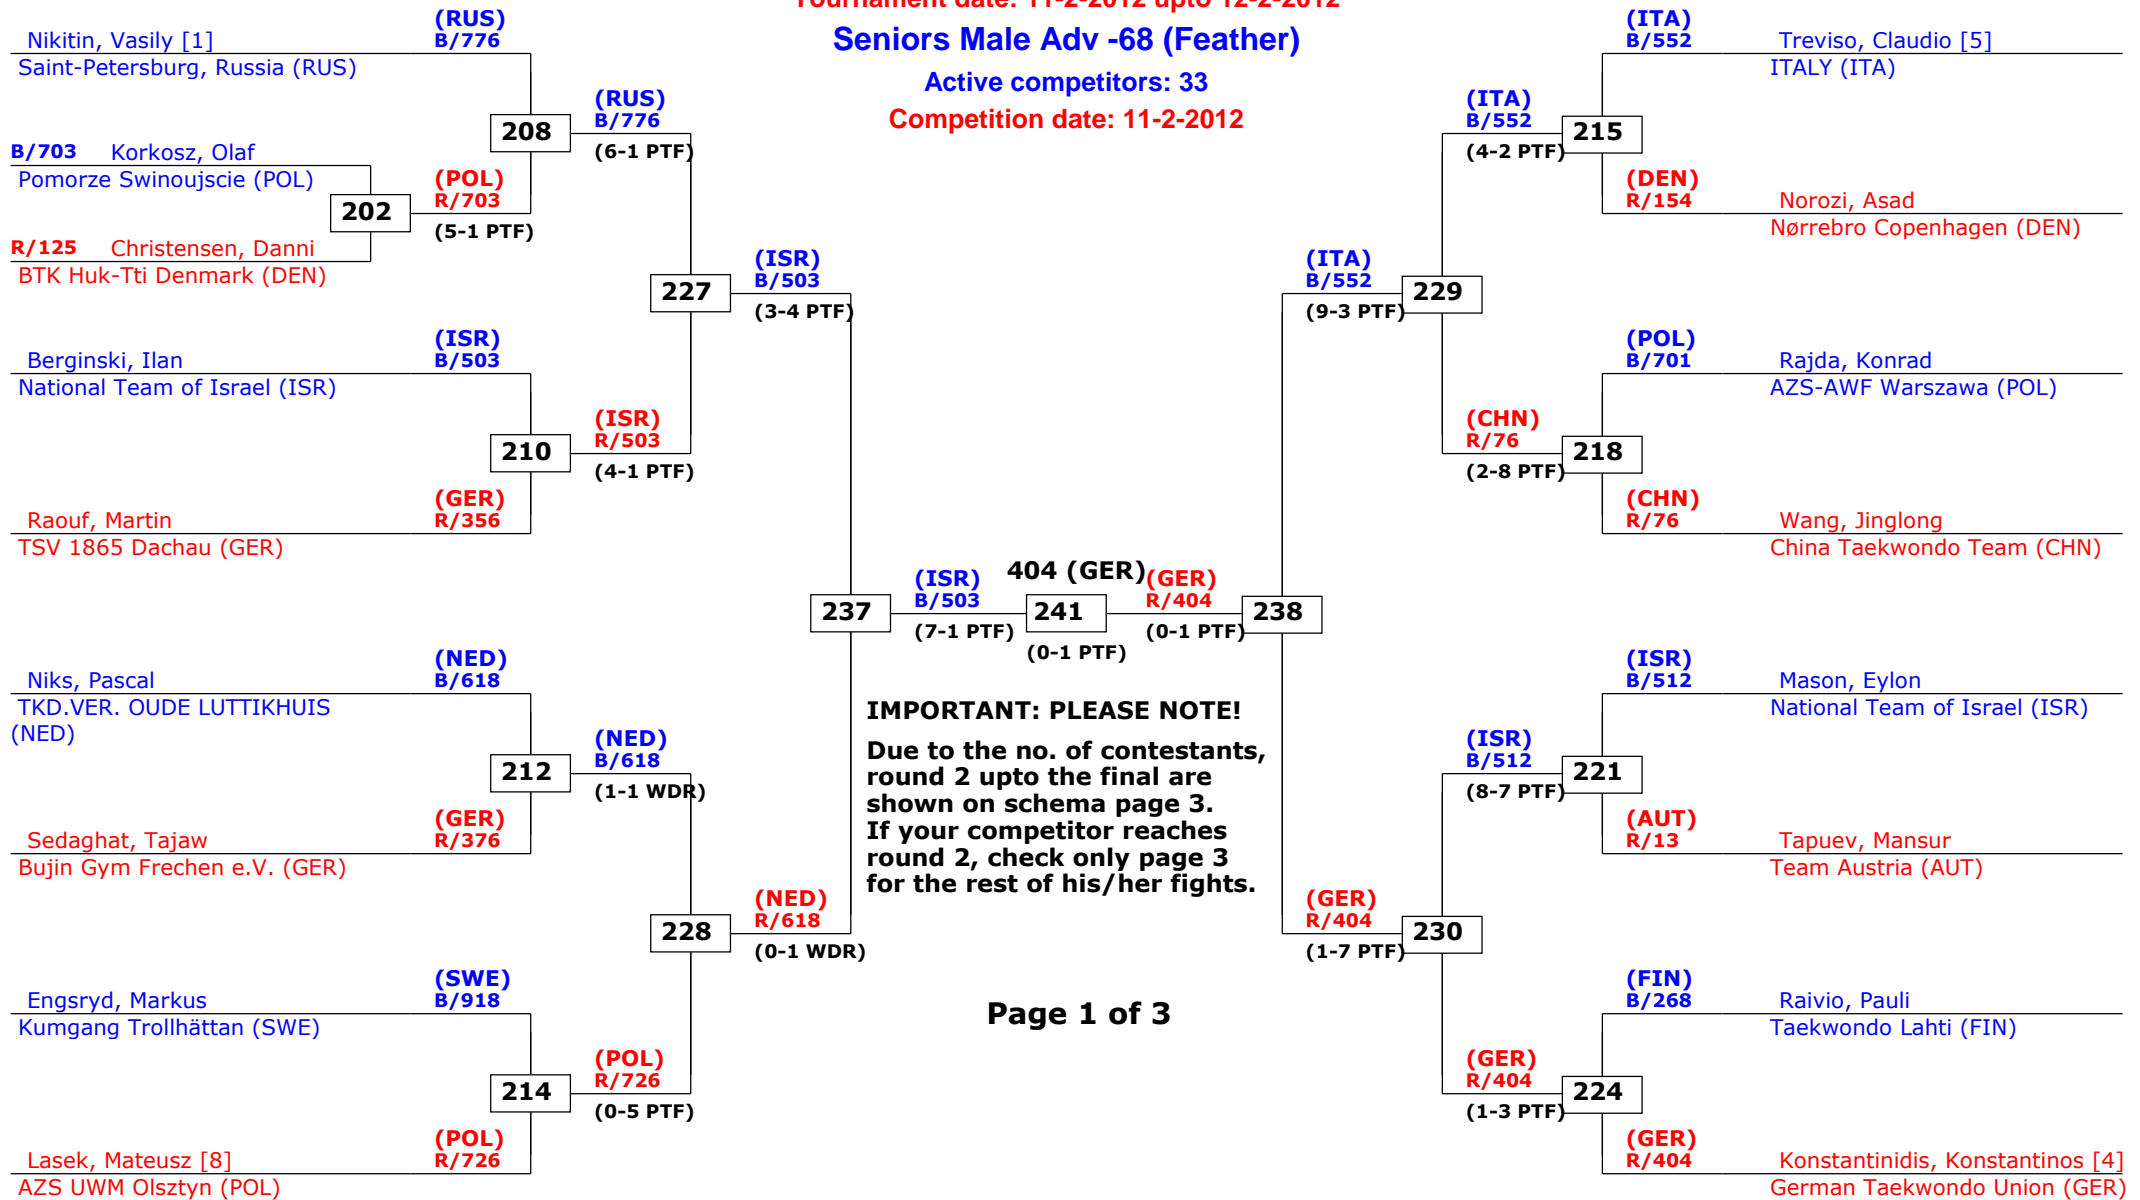 Tournament date: 11-2-2012 upto 12-2-2012
Seniors Male Adv -68 (Feather)
Active competitors: 33
Competition date: 11-2-2012
(RUS)
Nikitin, Vasily [1] B/776
Saint-Petersburg, Russia (RUS)
(RUS)
B/776
208
(6-1 PTF)
B/703 Korkosz, Olaf
Pomorze Swinoujscie (POL)
(POL)
R/703
202
(5-1 PTF)
R/125 Christensen, Danni
BTK Huk-Tti Denmark (DEN)
(ISR)
B/503
227
(3-4 PTF)
(ISR)
Berginski, Ilan B/503
National Team of Israel (ISR)
(ISR)
R/503
210
(4-1 PTF)
(GER)
Raouf, Martin R/356
TSV 1865 Dachau (GER)
237
(ISR)
B/503
(7-1 PTF)
404 (GER)
241
(0-1 PTF)
(GER)
R/404
(0-1 PTF)
238
(NED)
Niks, Pascal B/618
TKD.VER. OUDE LUTTIKHUIS
(NED)
(NED)
B/618
212
(1-1 WDR)
(GER)
Sedaghat, Tajaw R/376
Bujin Gym Frechen e.V. (GER)
(NED)
R/618
228
(0-1 WDR)
(SWE)
Engsryd, Markus B/918
Kumgang Trollhättan (SWE)
(POL)
R/726
214
(0-5 PTF)
(POL)
Lasek, Mateusz [8] R/726
AZS UWM Olsztyn (POL)
IMPORTANT: PLEASE NOTE!
Due to the no. of contestants,
round 2 upto the final are
shown on schema page 3.
If your competitor reaches
round 2, check only page 3
for the rest of his/her fights.
Page 1 of 3
(ITA)
B/552 Treviso, Claudio [5]
ITALY (ITA)
(ITA)
B/552
215
(4-2 PTF)
(DEN)
R/154 Norozi, Asad
Nørrebro Copenhagen (DEN)
(ITA)
B/552
229
(9-3 PTF)
(POL)
B/701 Rajda, Konrad
AZS-AWF Warszawa (POL)
(CHN)
R/76
218
(2-8 PTF)
(CHN)
R/76 Wang, Jinglong
China Taekwondo Team (CHN)
(ISR)
B/512 Mason, Eylon
National Team of Israel (ISR)
(ISR)
B/512
221
(8-7 PTF)
(AUT)
R/13 Tapuev, Mansur
Team Austria (AUT)
(GER)
R/404
230
(1-7 PTF)
(FIN)
B/268 Raivio, Pauli
Taekwondo Lahti (FIN)
(GER)
R/404
224
(1-3 PTF)
(GER)
R/404 Konstantinidis, Konstantinos [4]
German Taekwondo Union (GER)